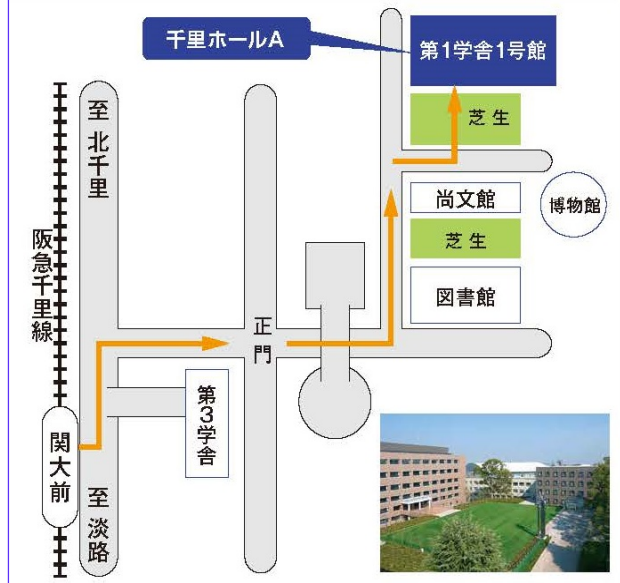 千里ホールA
第1学舎1号館
至北千里
芝生
尚文館
博物館
阪急千里線
芝生
図書館
正門
第3学舎
関大前
至淡路